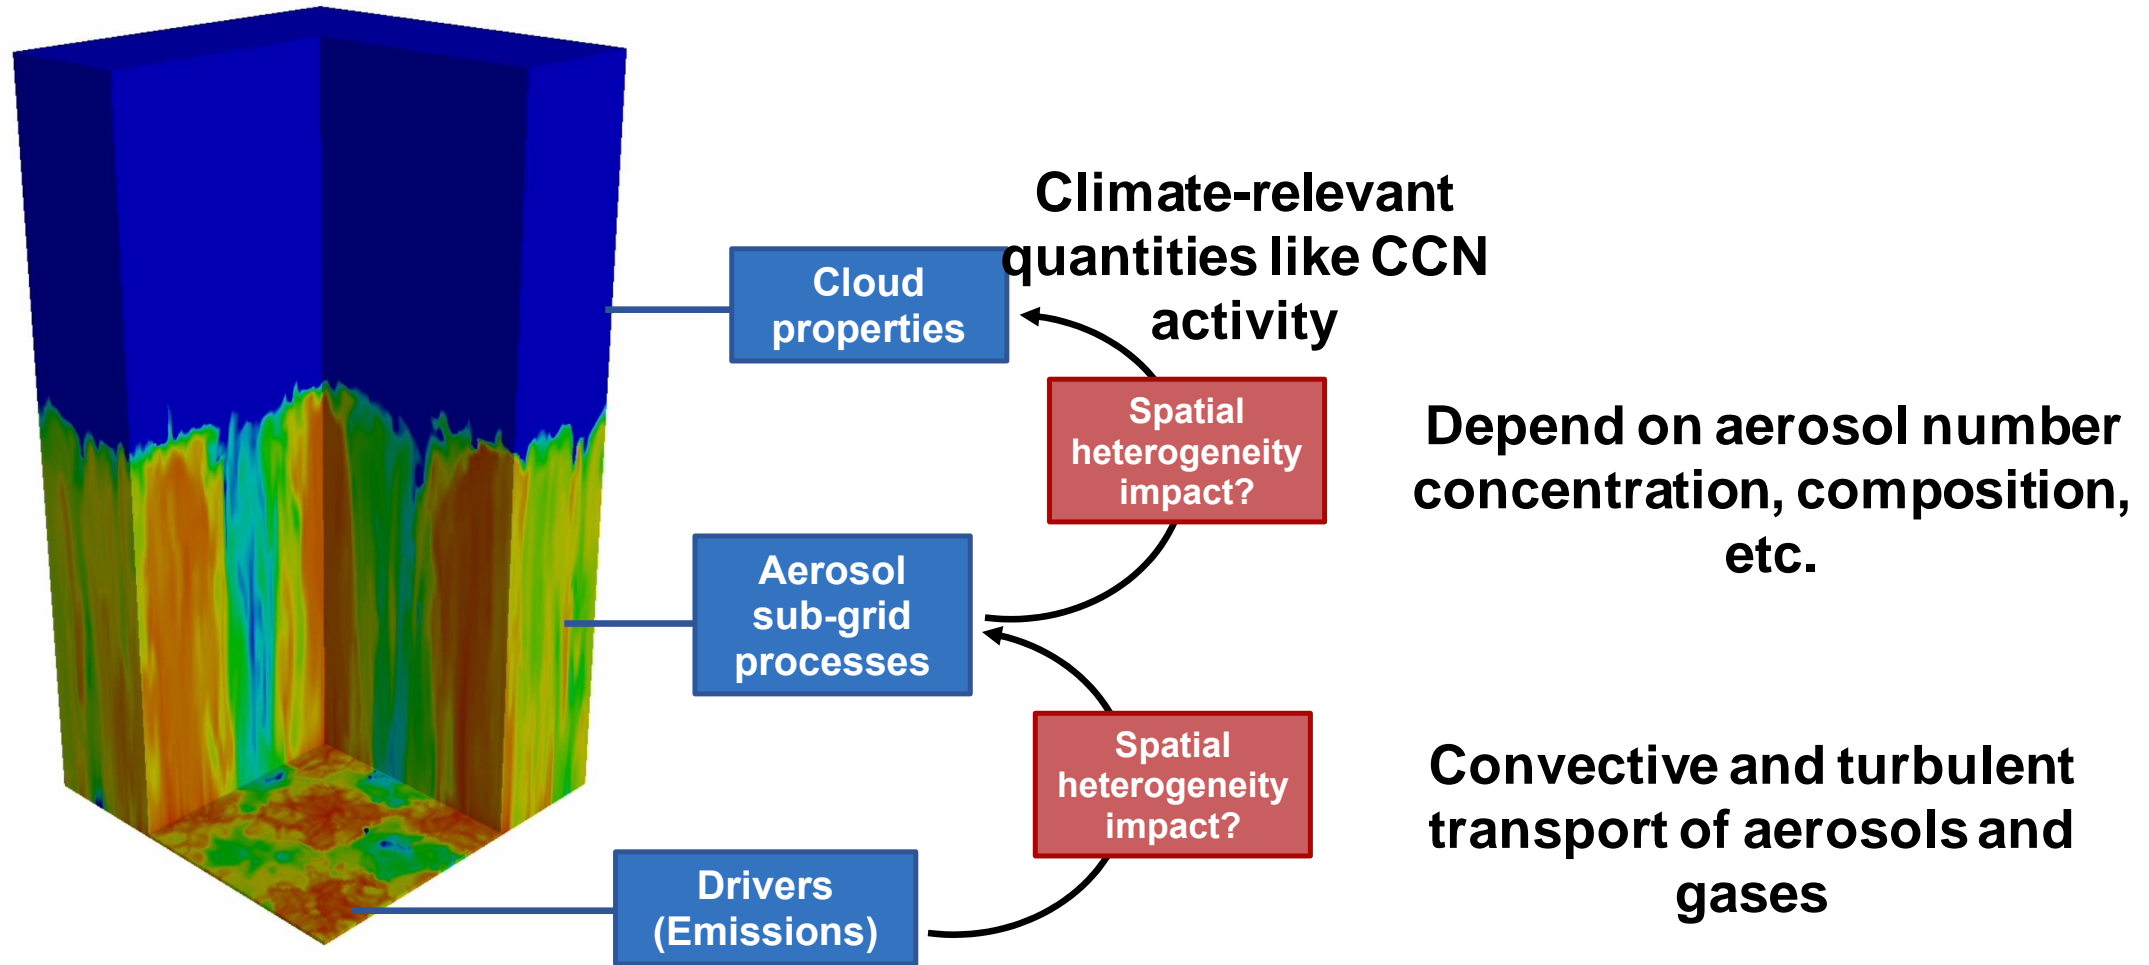 Climate-relevant
quantities like CCN
activity
Cloud
properties
Spatial
heterogeneity
impact?
Depend on aerosol number
concentration, composition,
etc.
Aerosol
sub-grid
processes
Spatial
heterogeneity
impact?
Convective and turbulent
transport of aerosols and
gases
Drivers
(Emissions)